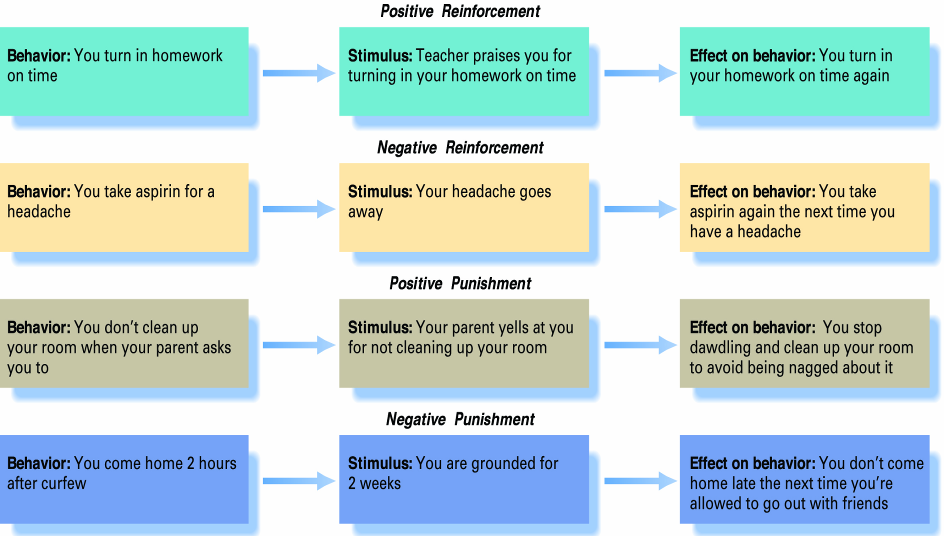 Positive Reinforcement
Behavior: You turn in homework
on time
Stimulus: Teacher praises you for
turning in your homework on time
Effect on behavior: You turn in
your homework on time again
Negative Reinforcement
Behavior: You take aspirin for a
headache
Stimulus: Your headache goes
away
Effect on behavior: You take
aspirin again the next time you
have a headache
Positive Punishment
Behavior: You don't clean up
your room when your parent asks
you to
Stimulus: Your parent yells at you
for not cleaning up your room
Effect on behavior: You stop
dawdling and clean up your room
to avoid being nagged about it
Negative Punishment
Behavior: You come home 2 hours
after curfew
Stimulus: You are grounded for
2 weeks
Effect on behavior: You don't come
home late the next time you're
allowed to go out with friends